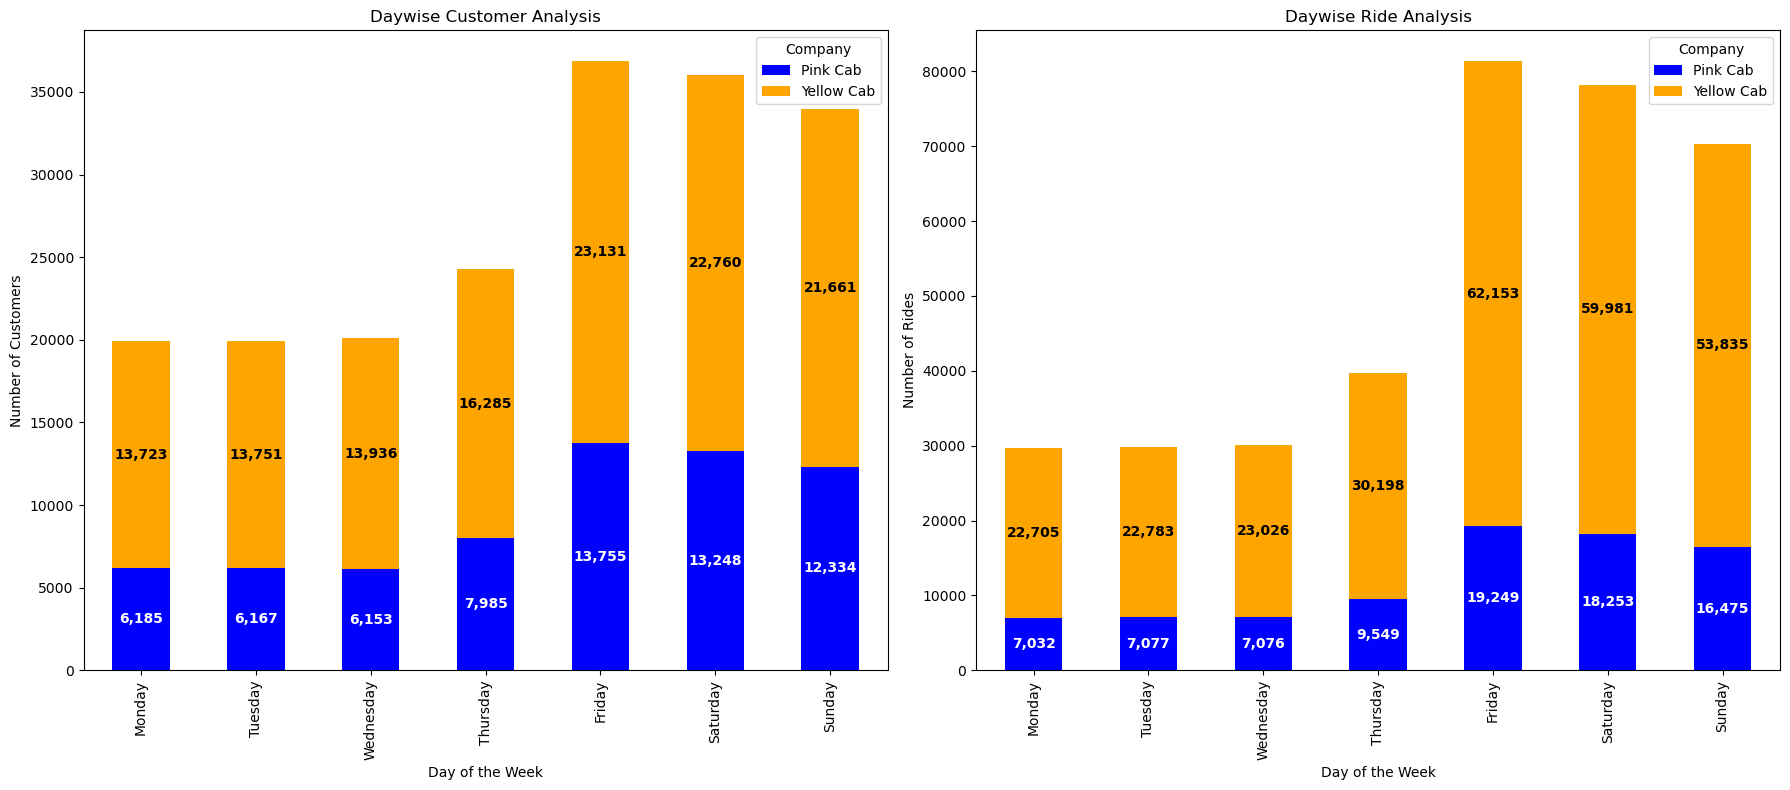 Daywise Customer Analysis
Number of Customers
35000
30000
25000
20000
15000
10000
5000
0
Company
Pink Cab
Yellow Cab
13,723
13,751
13,936
16,285
23,131
22,760
21,661
6,185
6,167
6,153
7,985
13,755
13,248
12,334
Monday
Tuesday
Wednesday
Thursday
Friday
Saturday
Sunday
Day of the Week
Daywise Ride Analysis
Number of Rides
80000
70000
60000
50000
40000
30000
20000
10000
0
Company
Pink Cab
Yellow Cab
22,705
22,783
23,026
30,198
62,153
59,981
53,835
7,032
7,077
7,076
9,549
19,249
18,253
16,475
Monday
Tuesday
Wednesday
Thursday
Friday
Saturday
Sunday
Day of the Week